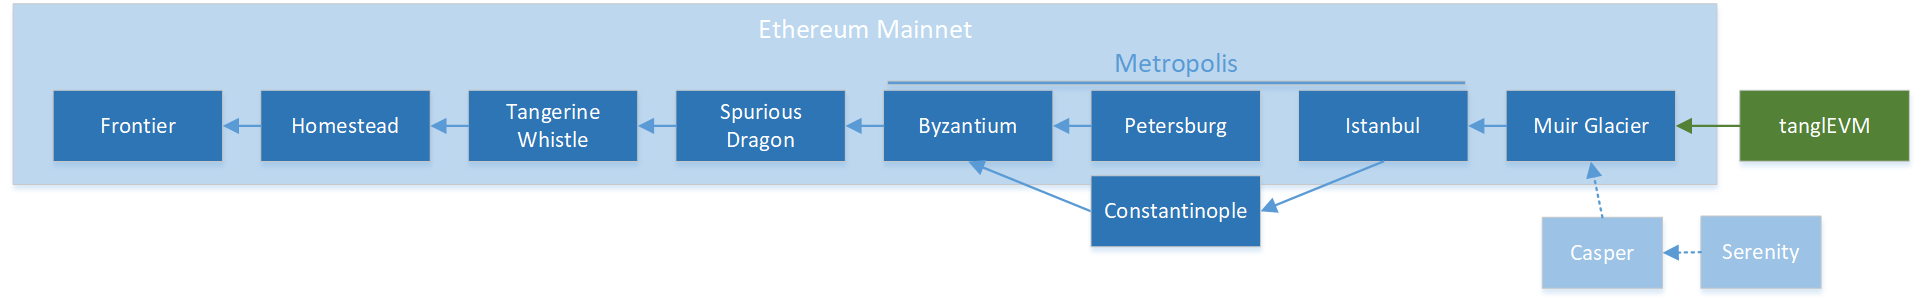 Ethereum Mainnet
Metropolis
Frontier
Homestead
Tangerine
Whistle
Spurious
Dragon
Byzantium
Petersburg
Istanbul
Muir Glacier
tanglEVM
Constantinople
Casper
Serenity